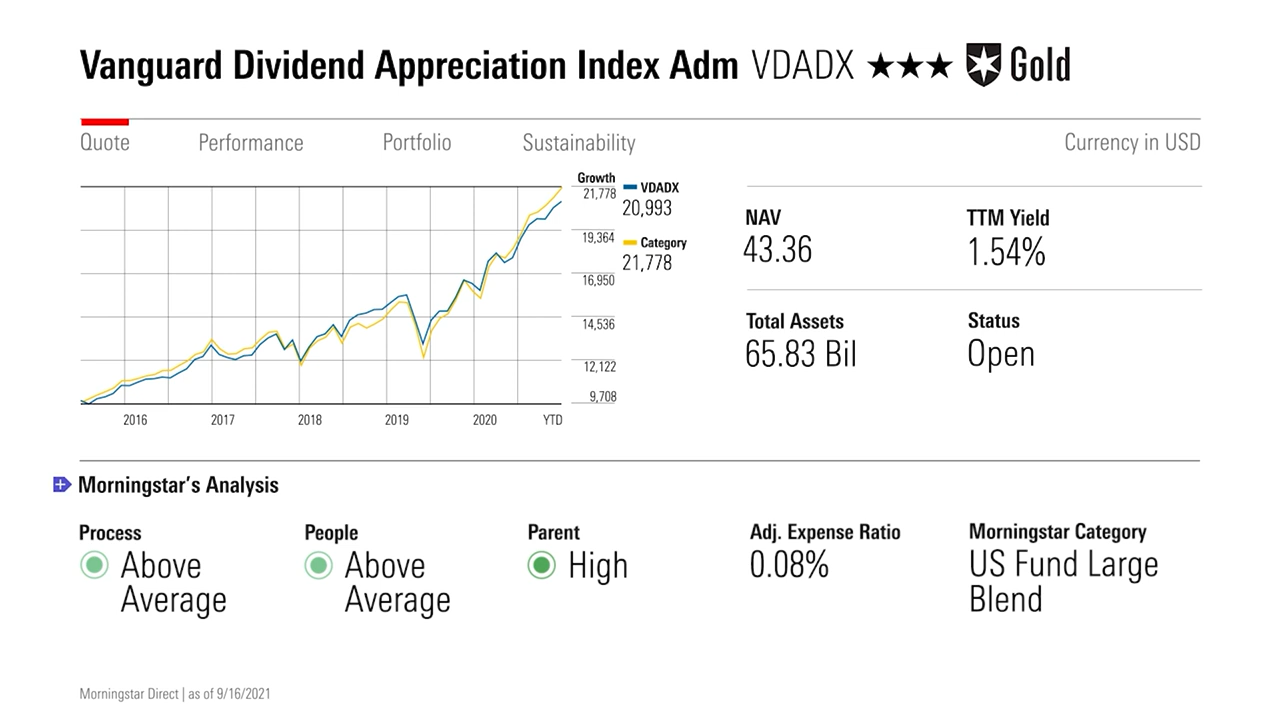 Vanguard Dividend Appreciation Index Adm VDADX ★★★ Gold
Quote Performance Portfolio Sustainability Currency in USD
Growth
21,778
19,364
16,950
14,536
12,122
9,708
2016 2017 2018 2019 2020 YTD
VDADX
20,993
Category
21,778
NAV
43.36
TTM Yield
1.54%
Total Assets
65.83 Bil
Status
Open
Morningstar’s Analysis
Process
Above
Average
People
Above
Average
Parent
High
Adj. Expense Ratio
0.08%
Morningstar Category
US Fund Large
Blend
Morningstar Direct | as of 9/16/2021